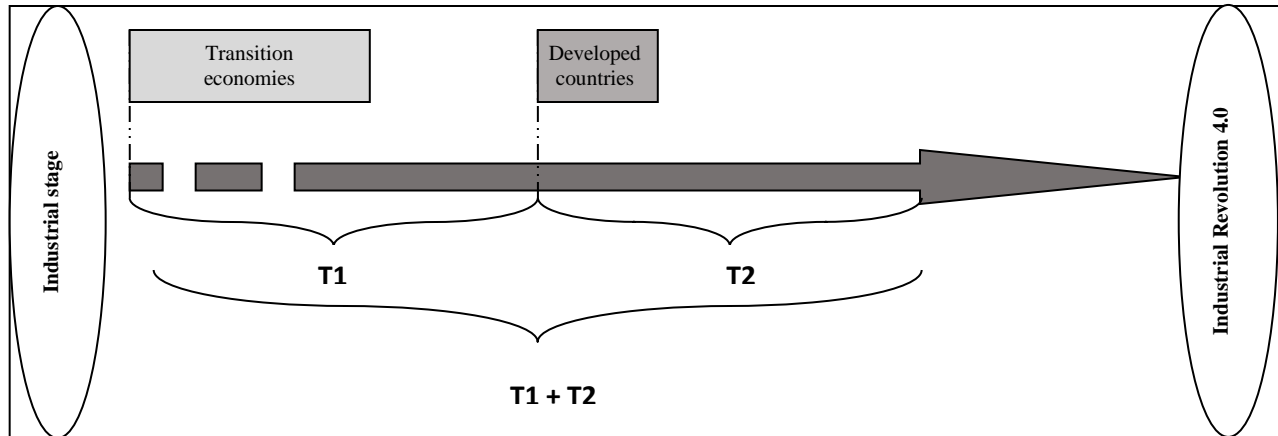 Transition
economies
Developed
countries
Industrial stage
Industrial Revolution 4.0
T1
T2
T1 + T2